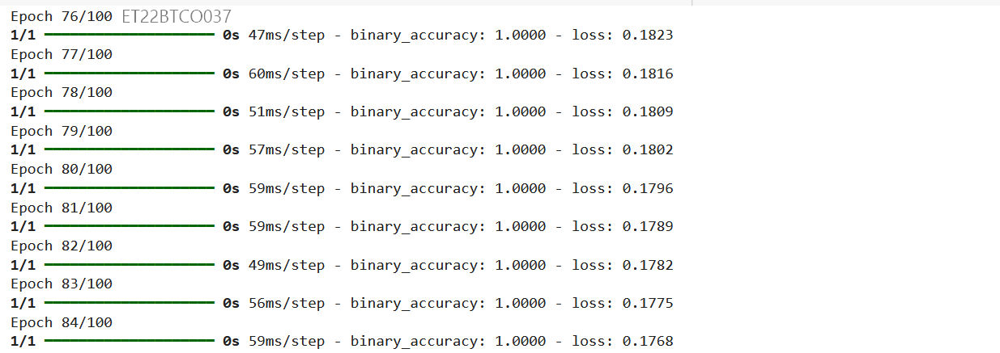 Epoch 76/100 ET22BTCO037
1/1 ━━━━━━━━━━━━━━━━━━━━ 0s 47ms/step - binary_accuracy: 1.0000 - loss: 0.1823
Epoch 77/100
1/1 ━━━━━━━━━━━━━━━━━━━━ 0s 60ms/step - binary_accuracy: 1.0000 - loss: 0.1816
Epoch 78/100
1/1 ━━━━━━━━━━━━━━━━━━━━ 0s 51ms/step - binary_accuracy: 1.0000 - loss: 0.1809
Epoch 79/100
1/1 ━━━━━━━━━━━━━━━━━━━━ 0s 57ms/step - binary_accuracy: 1.0000 - loss: 0.1802
Epoch 80/100
1/1 ━━━━━━━━━━━━━━━━━━━━ 0s 59ms/step - binary_accuracy: 1.0000 - loss: 0.1796
Epoch 81/100
1/1 ━━━━━━━━━━━━━━━━━━━━ 0s 59ms/step - binary_accuracy: 1.0000 - loss: 0.1789
Epoch 82/100
1/1 ━━━━━━━━━━━━━━━━━━━━ 0s 49ms/step - binary_accuracy: 1.0000 - loss: 0.1782
Epoch 83/100
1/1 ━━━━━━━━━━━━━━━━━━━━ 0s 56ms/step - binary_accuracy: 1.0000 - loss: 0.1775
Epoch 84/100
1/1 ━━━━━━━━━━━━━━━━━━━━ 0s 59ms/step - binary_accuracy: 1.0000 - loss: 0.1768